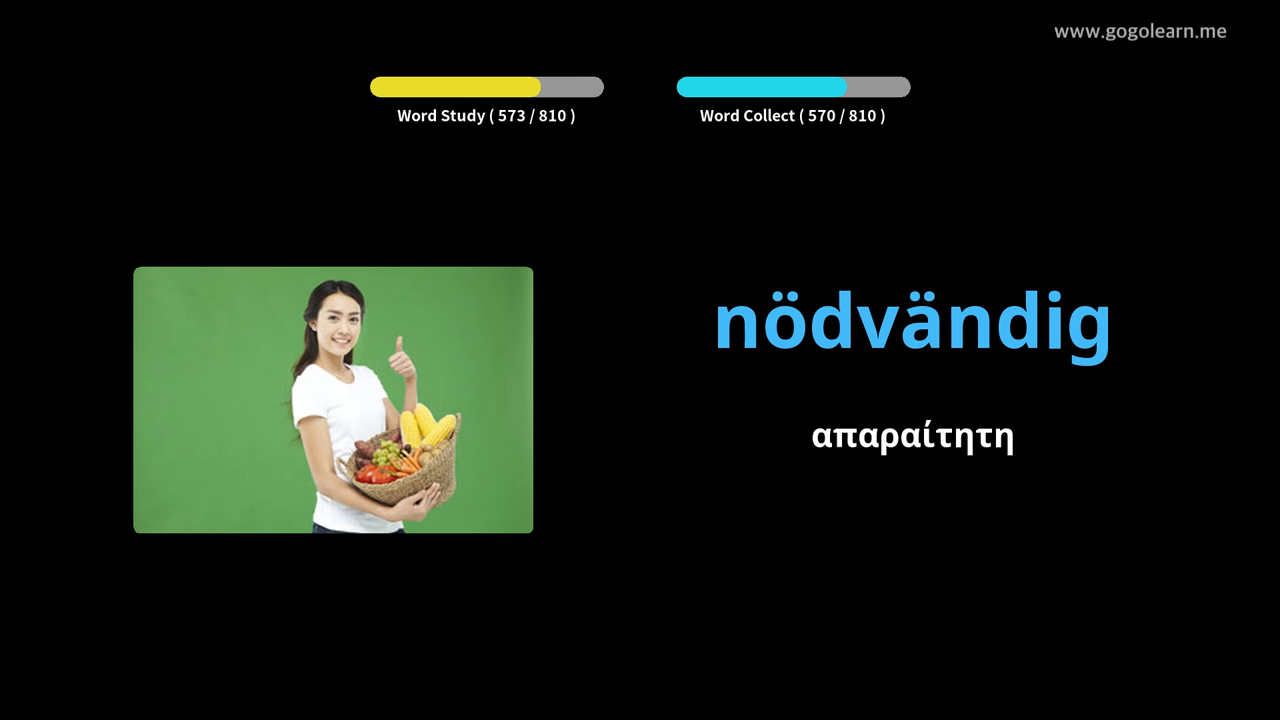 www.gogolearn.me
Word Study ( 573 / 810 )
Word Collect ( 570 / 810 )
nödvändig
απαραίτητη